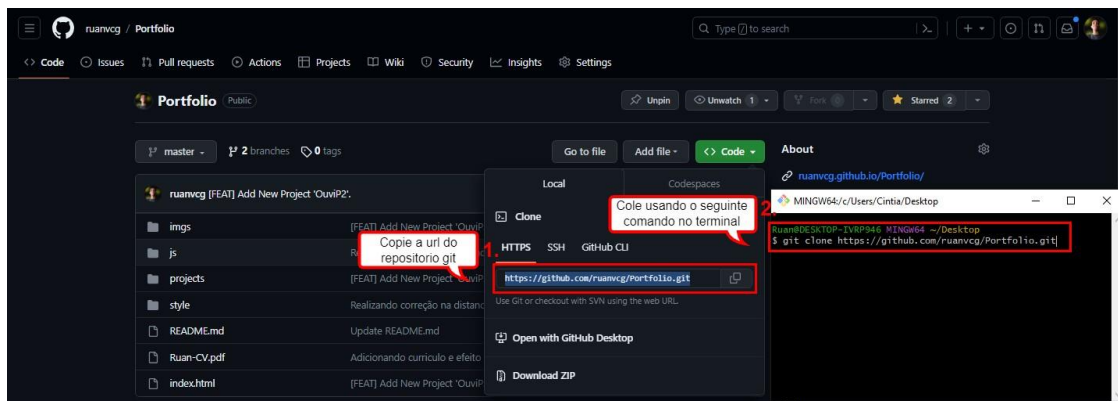 ruanvcg / Portfolio
Type / to search
Code Issues Pull requests Actions Projects Wiki Security Insights Settings
Portfolio Public
Unpin Unwatch 1 Fork 0 Starred 2
master 2 branches 0 tags
Go to file Add file Code
About
ruanvcg.github.io/Portfolio/
ruanvcg [FEAT] Add New Project 'OuviP2'.
imgs [FEAT] Add New Project 'OuviP
js
projects [FEAT] Add New Project 'OuviP
style Realizando correção na distanc
README.md Update README.md
Ruan-CV.pdf Adicionando curriculo e efeito
index.html [FEAT] Add New Project 'OuviP
Copie a url do
repositorio git
1.
Local Codespaces
Clone
HTTPS SSH GitHub CLI
https://github.com/ruanvcg/Portfolio.git
Use Git or checkout with SVN using the web URL.
Open with GitHub Desktop
Download ZIP
Cole usando o seguinte
comando no terminal
2.
MINGW64:/c/Users/Cintia/Desktop
Ruan@DESKTOP-IVRP946 MINGW64 ~/Desktop
$ git clone https://github.com/ruanvcg/Portfolio.git